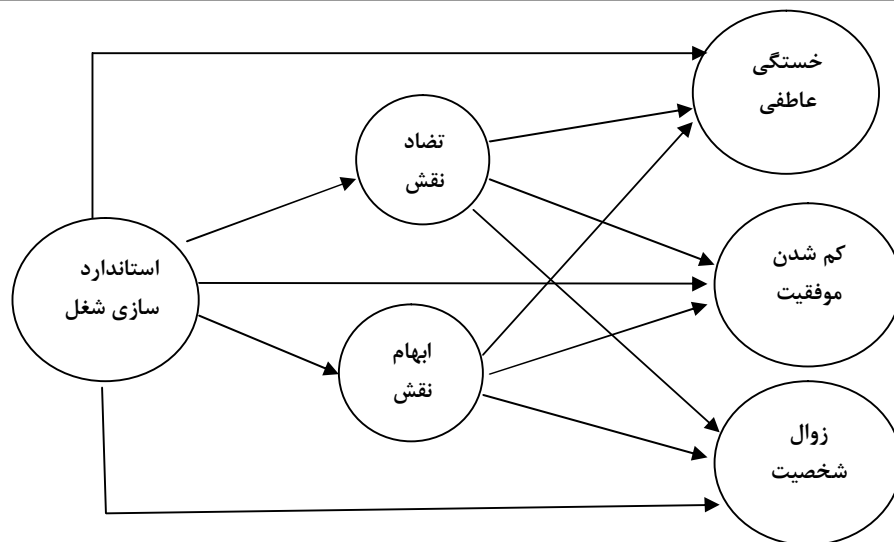 خستگی
عاطفی
تضاد
نقش
استاندارد
سازی شغل
کم شدن
موفقیت
ابهام
نقش
زوال
شخصیت